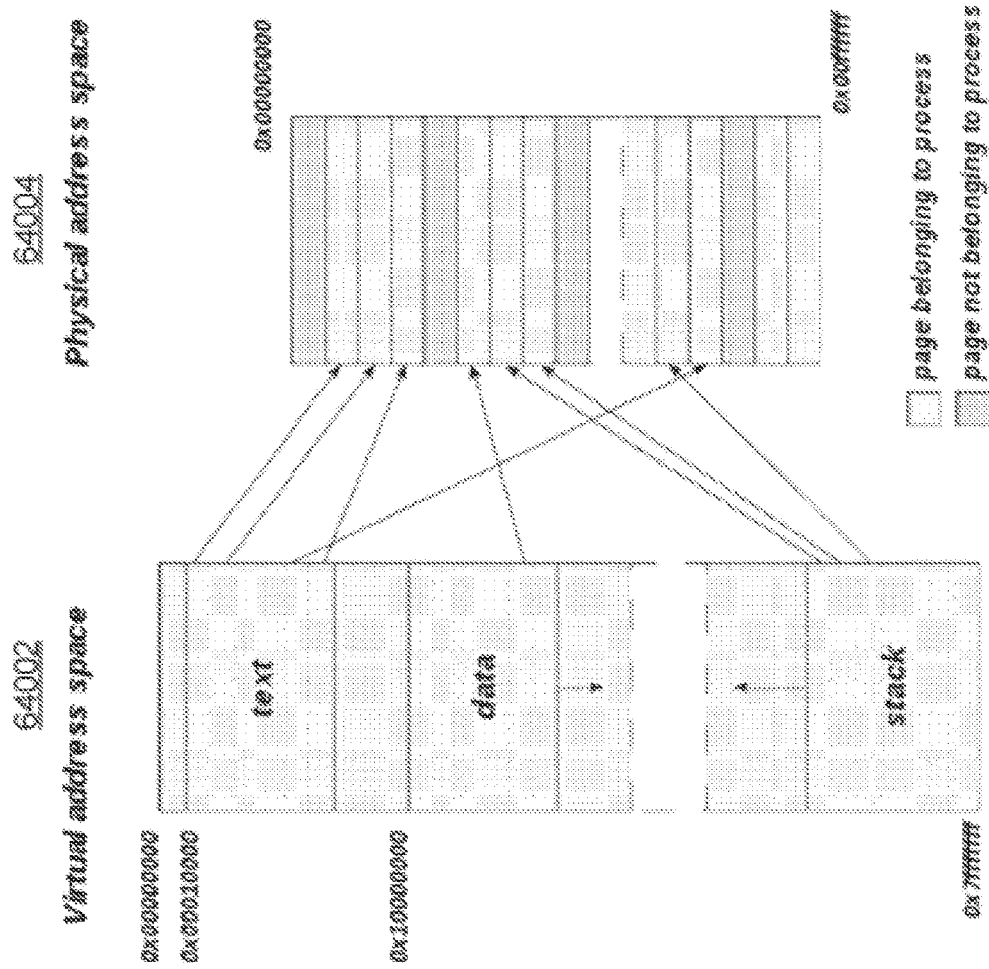 64002
Virtual address space
64004
Physical address space
0x00000000
0x00010000
0x10000000
0x7fffffff
text
data
stack
0x00000000
0x00ffffff
page belonging to process
page not belonging to process